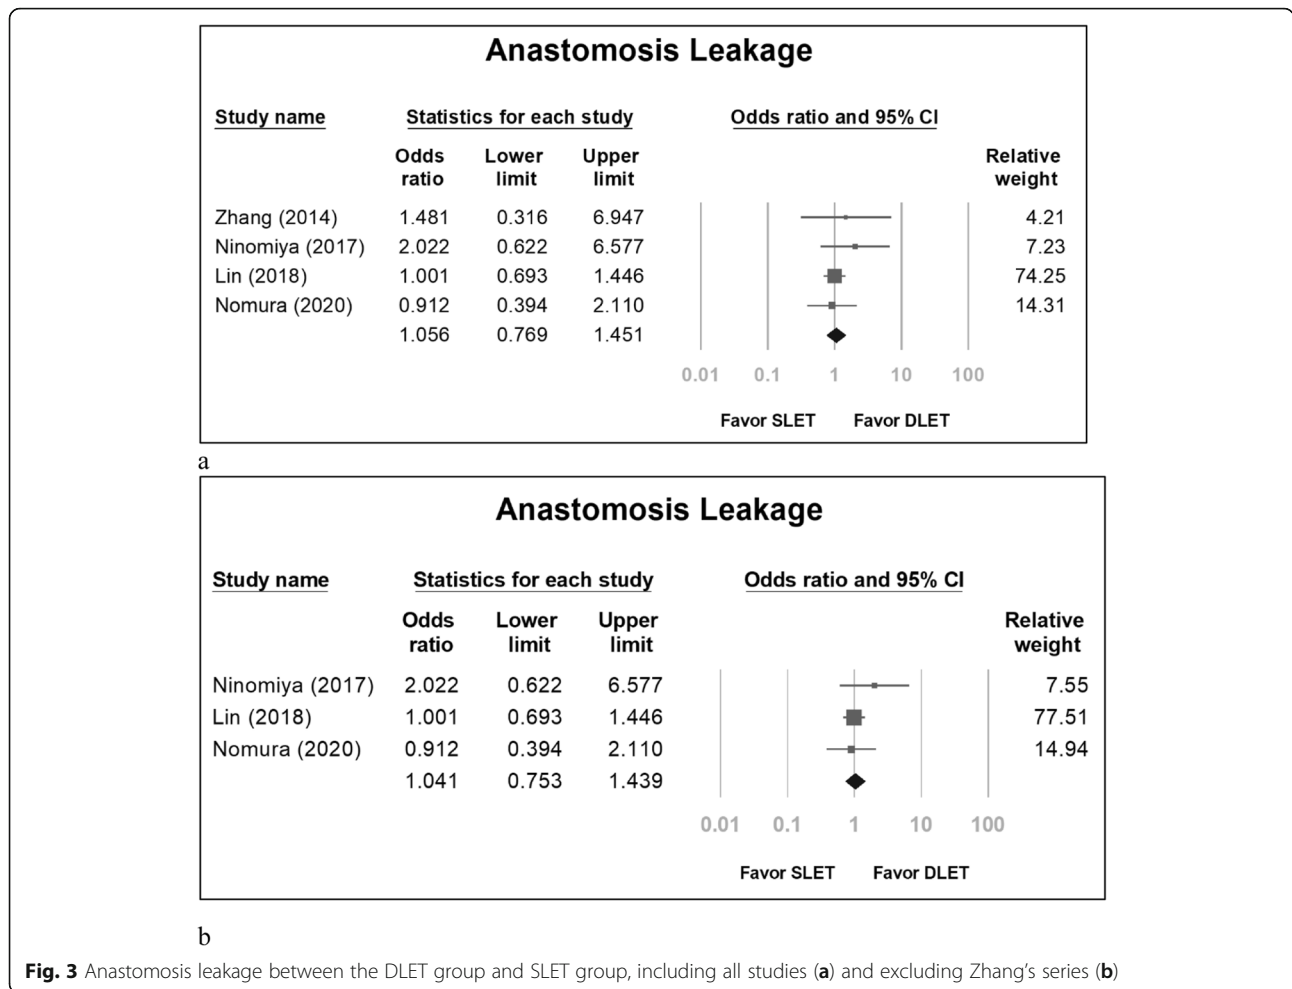 Anastomosis Leakage
Study name Statistics for each study Odds ratio and 95% CI
Odds Lower Upper Relative
ratio limit limit weight
Zhang (2014) 1.481 0.316 6.947 4.21
Ninomiya (2017) 2.022 0.622 6.577 7.23
Lin (2018) 1.001 0.693 1.446 74.25
Nomura (2020) 0.912 0.394 2.110 14.31
1.056 0.769 1.451
0.01 0.1 1 10 100
Favor SLET Favor DLET
a
Anastomosis Leakage
Study name Statistics for each study Odds ratio and 95% CI
Odds Lower Upper Relative
ratio limit limit weight
Ninomiya (2017) 2.022 0.622 6.577 7.55
Lin (2018) 1.001 0.693 1.446 77.51
Nomura (2020) 0.912 0.394 2.110 14.94
1.041 0.753 1.439
0.01 0.1 1 10 100
Favor SLET Favor DLET
b
Fig. 3 Anastomosis leakage between the DLET group and SLET group, including all studies (a) and excluding Zhang's series (b)